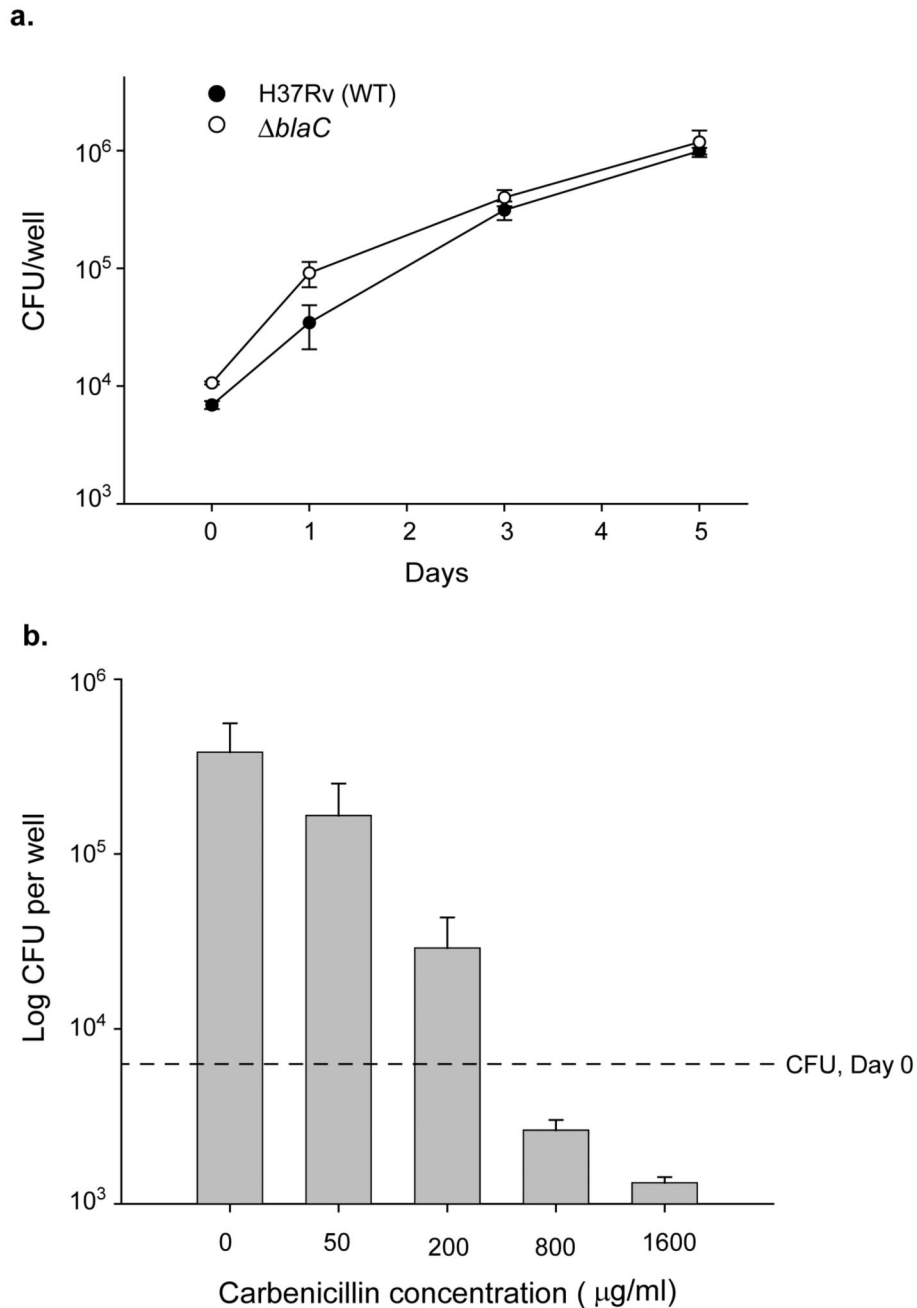 a.
H37Rv (WT)
ΔblaC
10⁶
10⁵
10⁴
10³
CFU/well
0 1 2 3 4 5
Days
b.
10⁶
10⁵
10⁴
10³
Log CFU per well
CFU, Day 0
0 50 200 800 1600
Carbenicillin concentration ( μg/ml)